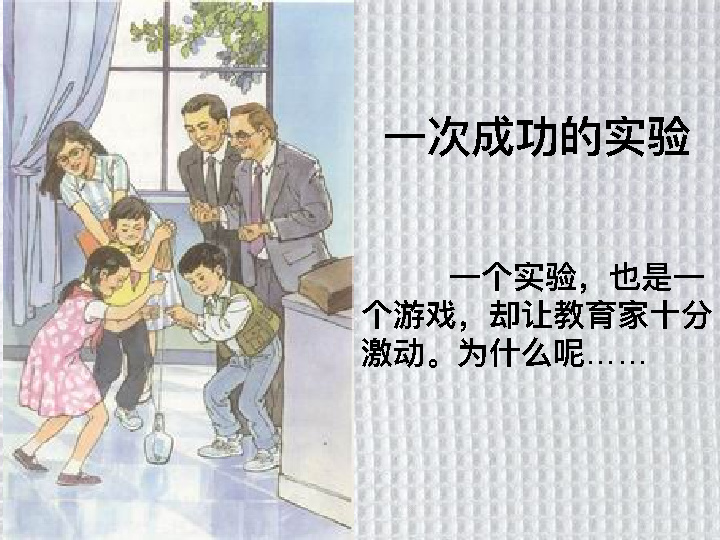 一次成功的实验
一个实验，也是一
个游戏，却让教育家十分
激动。为什么呢……